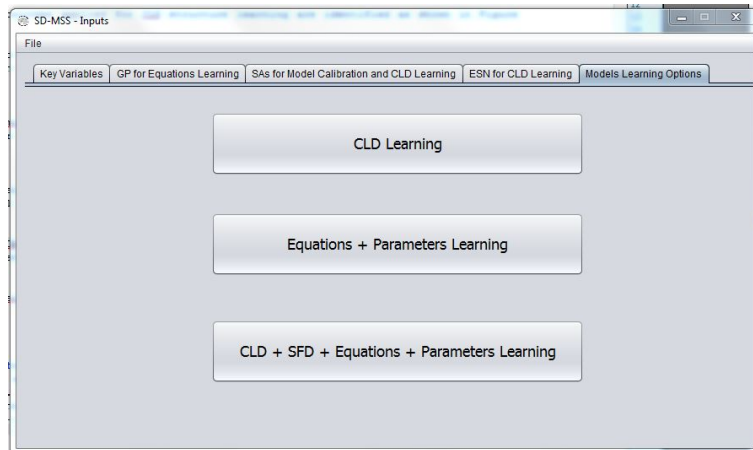 SD-MSS - Inputs
File
Key Variables GP for Equations Learning SAs for Model Calibration and CLD Learning ESN for CLD Learning Models Learning Options
CLD Learning
Equations + Parameters Learning
CLD + SFD + Equations + Parameters Learning